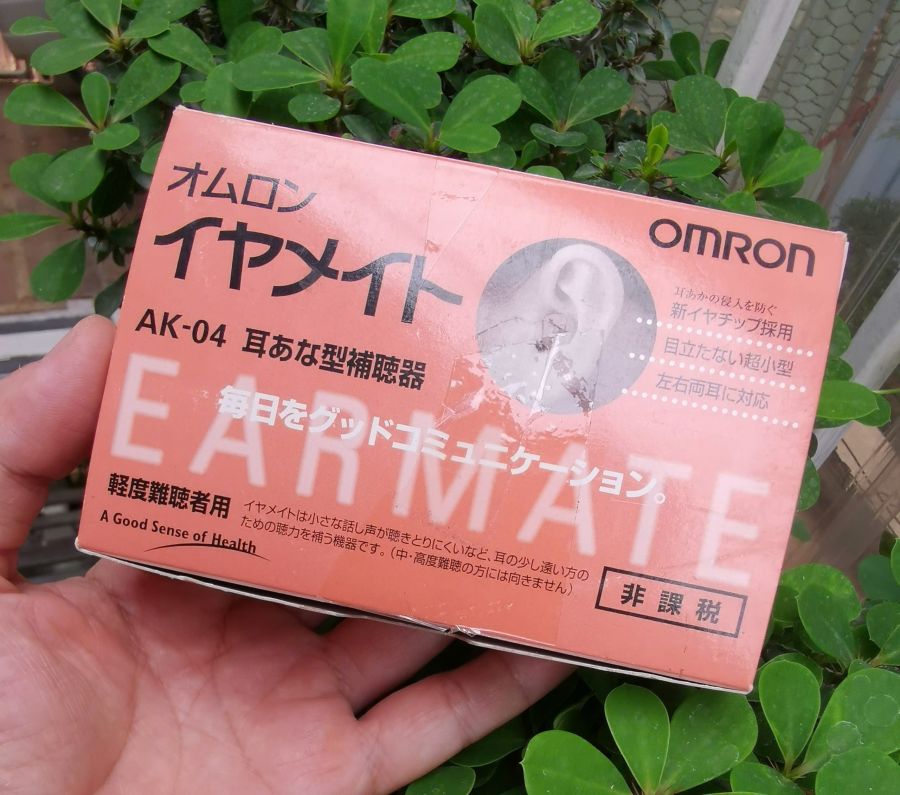 オムロン
イヤメイト
OMRON
耳あかの侵入を防ぐ
新イヤチップ採用
目立たない超小型
左右両耳に対応
AK-04 耳あな型補聴器
EARMATE
毎日をグッドコミュニケーション。
軽度難聴者用
A Good Sense of Health
イヤメイトは小さな話し声が聴きとりにくいなど、耳の少し遠い方の
ための聴力を補う機器です。(中・高度難聴の方には向きません)
非課税